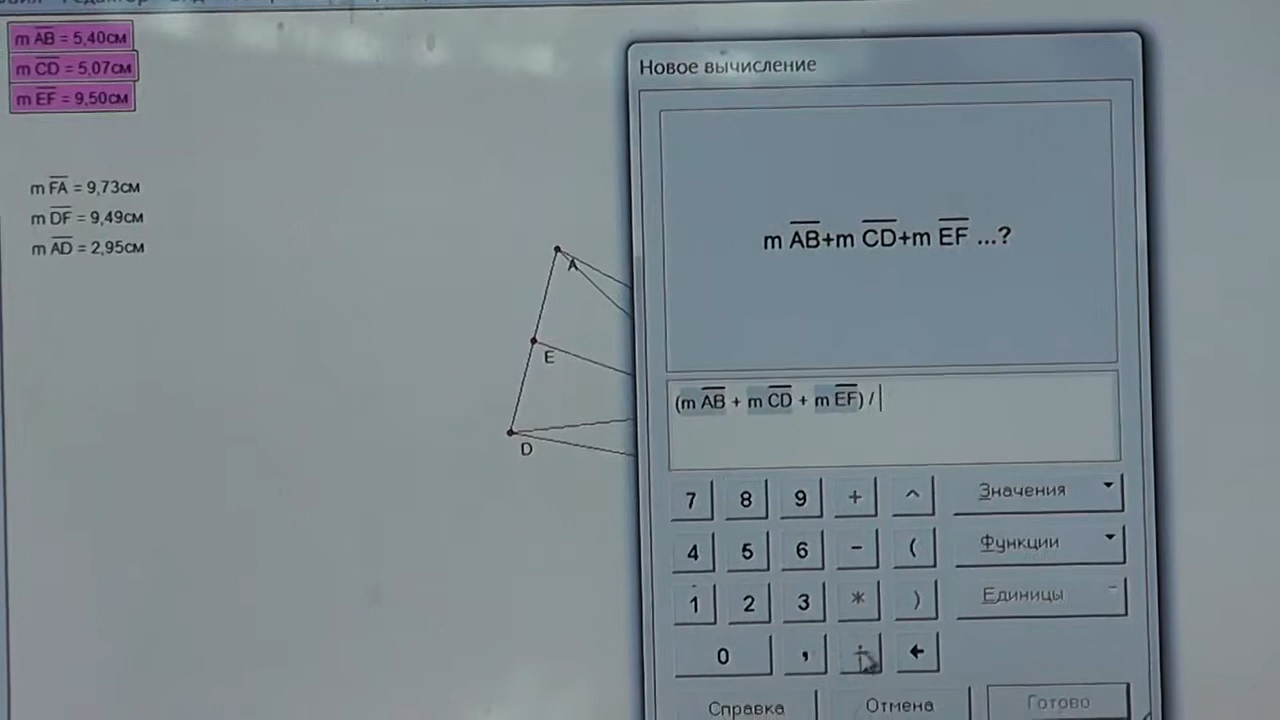 m AB = 5,40см
m CD = 5,07см
m EF = 9,50см
m FA = 9,73см
m DF = 9,49см
m AD = 2,95см
A
E
D
Новое вычисление
m AB+m CD+m EF ...?
(m AB + m CD + m EF) /
7 8 9 + ^ Значения
4 5 6 - ( Функции
1 2 3 * ) Единицы
0 , ÷ ←
Справка Отмена Готово